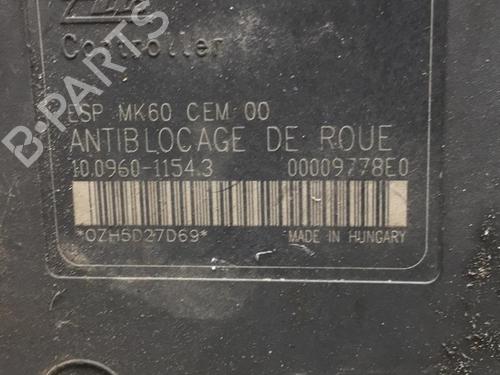 Controller
ESP MK60 CEM 00
ANTIBLOCAGE DE ROUE
10.0960-1154.3 00009778E0
*OZH5D27D69* MADE IN HUNGARY
B-PARTS